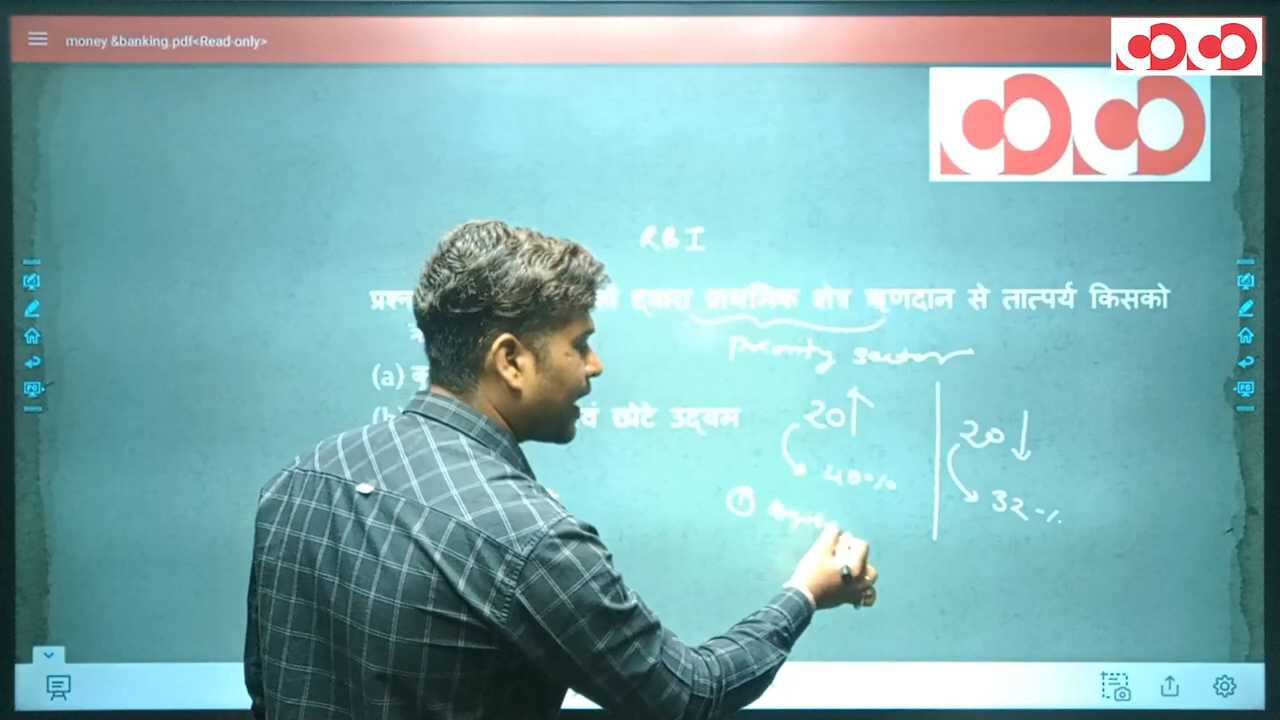 money &banking.pdf<Read-only>
RBI
प्रश्न द्वारा प्राथमिक क्षेत्र ऋणदान से तात्पर्य किसको
Priority sector
(a)
एवं छोटे उद्यम
20↑
40%
20↓
32%
①